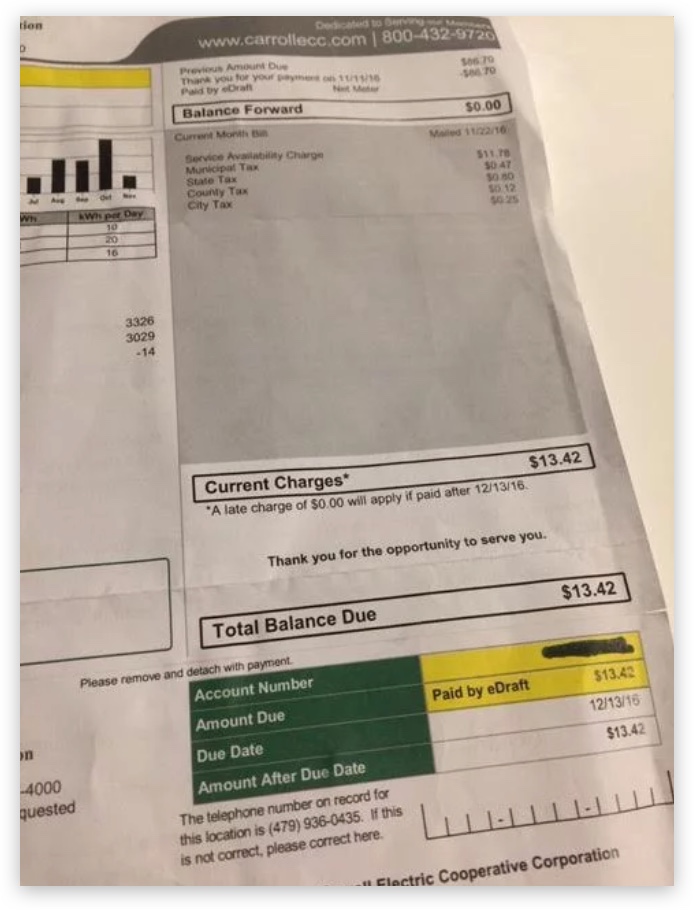 tion
Dedicated to Serving our Members
www.carrollecc.com | 800-432-9720
Previous Amount Due $86.70
Thank you for your payment on 11/11/16 -$86.70
Paid by eDraft Net Meter
Balance Forward $0.00
Current Month Bill Mailed 11/22/16
Service Availability Charge $11.78
Municipal Tax $0.47
State Tax $0.80
County Tax $0.12
City Tax $0.25
Jul Aug Sep Oct Nov
Wh kWh per Day
10
20
16
3326
3029
-14
Current Charges* $13.42
*A late charge of $0.00 will apply if paid after 12/13/16.
Thank you for the opportunity to serve you.
Total Balance Due $13.42
Please remove and detach with payment.
Account Number
Amount Due Paid by eDraft $13.42
Due Date 12/13/16
Amount After Due Date $13.42
on
-4000
quested
The telephone number on record for
this location is (479) 936-0435. If this
is not correct, please correct here.
ll Electric Cooperative Corporation